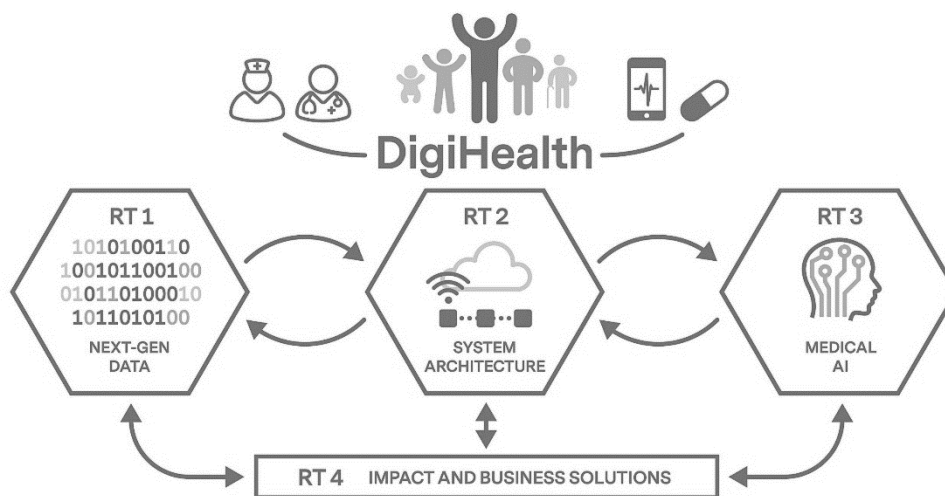 DigiHealth
RT 1
1010100110
100101100100
010110100010
1011010100
NEXT-GEN
DATA
RT 2
SYSTEM
ARCHITECTURE
RT 3
MEDICAL
AI
RT 4 IMPACT AND BUSINESS SOLUTIONS